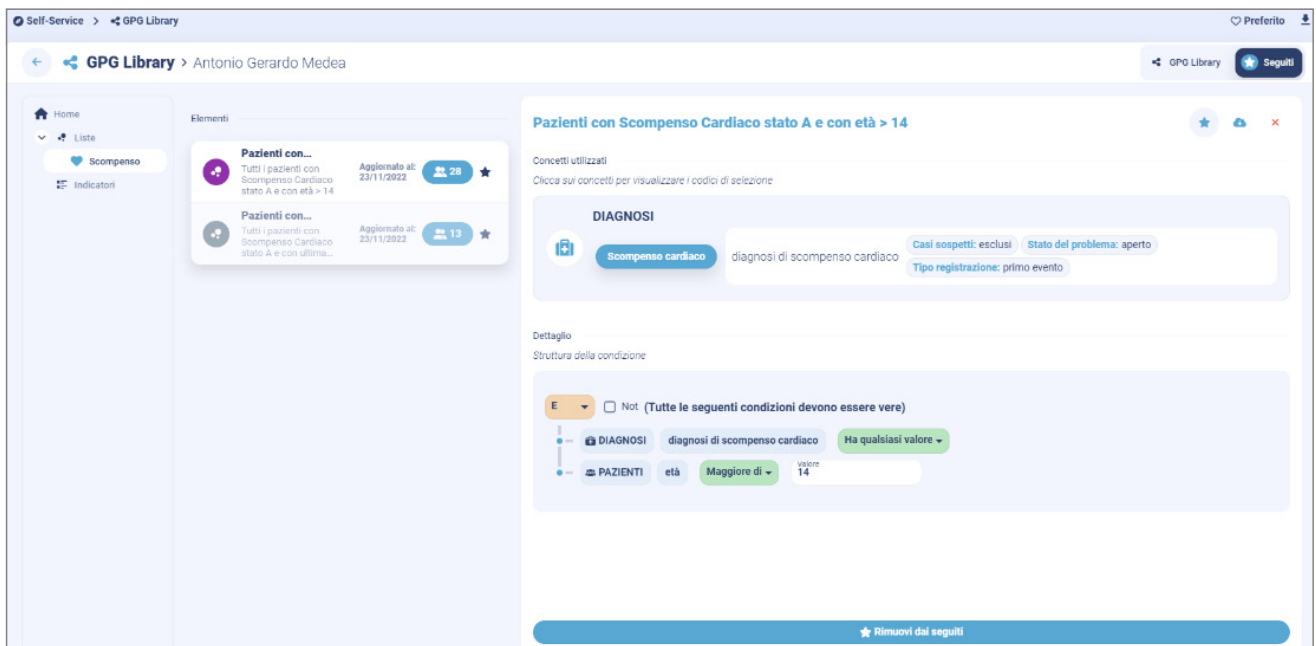 Self-Service > GPG Library
Preferito
GPG Library > Antonio Gerardo Medea
GPG Library
Seguiti
Home
Liste
Scompenso
Indicatori
Elementi
Pazienti con...
Tutti i pazienti con
Scompenso Cardiaco
stato A e con età > 14
Aggiornato al:
23/11/2022
28
Pazienti con...
Tutti i pazienti con
Scompenso Cardiaco
stato A e con ultima...
Aggiornato al:
23/11/2022
13
Pazienti con Scompenso Cardiaco stato A e con età > 14
Concetti utilizzati
Clicca sui concetti per visualizzare i codici di selezione
DIAGNOSI
Scompenso cardiaco
diagnosi di scompenso cardiaco
Casi sospetti: esclusi
Stato del problema: aperto
Tipo registrazione: primo evento
Dettaglio
Struttura della condizione
E
Not (Tutte le seguenti condizioni devono essere vere)
DIAGNOSI diagnosi di scompenso cardiaco Ha qualsiasi valore
PAZIENTI età Maggiore di
Valore
14
Rimuovi dai seguiti